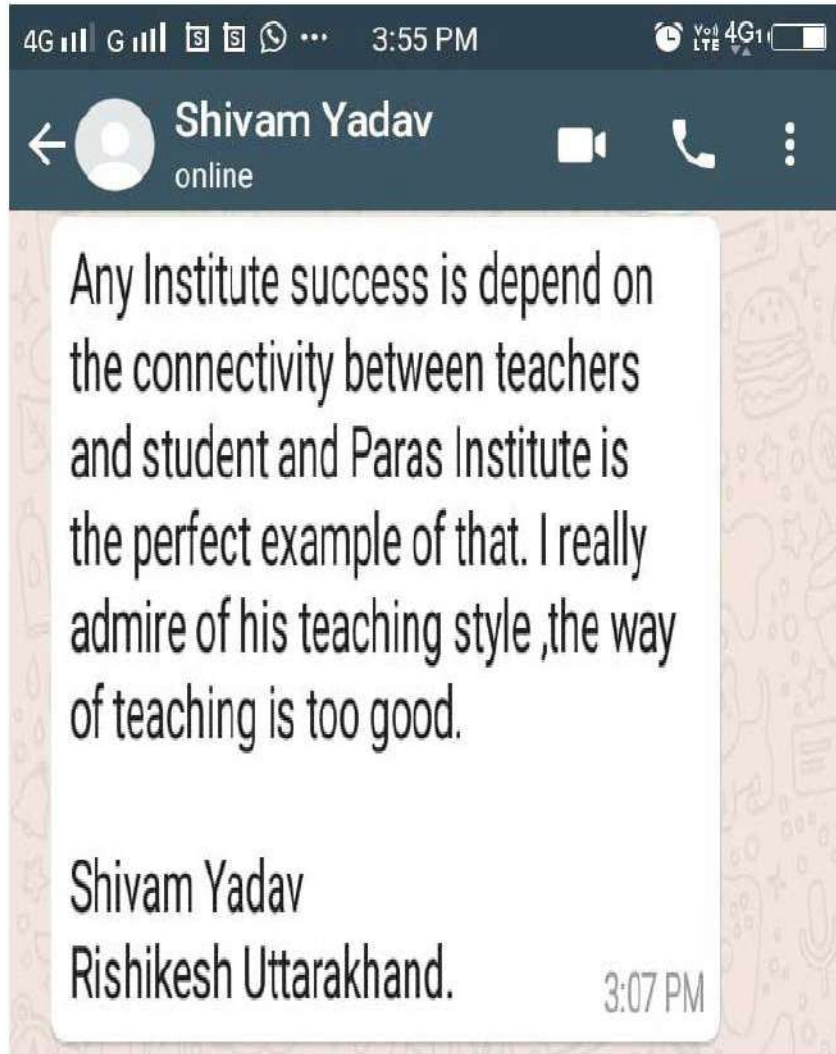 4G G 3:55 PM VoLTE 4G1
Shivam Yadav
online
Any Institute success is depend on
the connectivity between teachers
and student and Paras Institute is
the perfect example of that. I really
admire of his teaching style ,the way
of teaching is too good.
Shivam Yadav
Rishikesh Uttarakhand.
3:07 PM